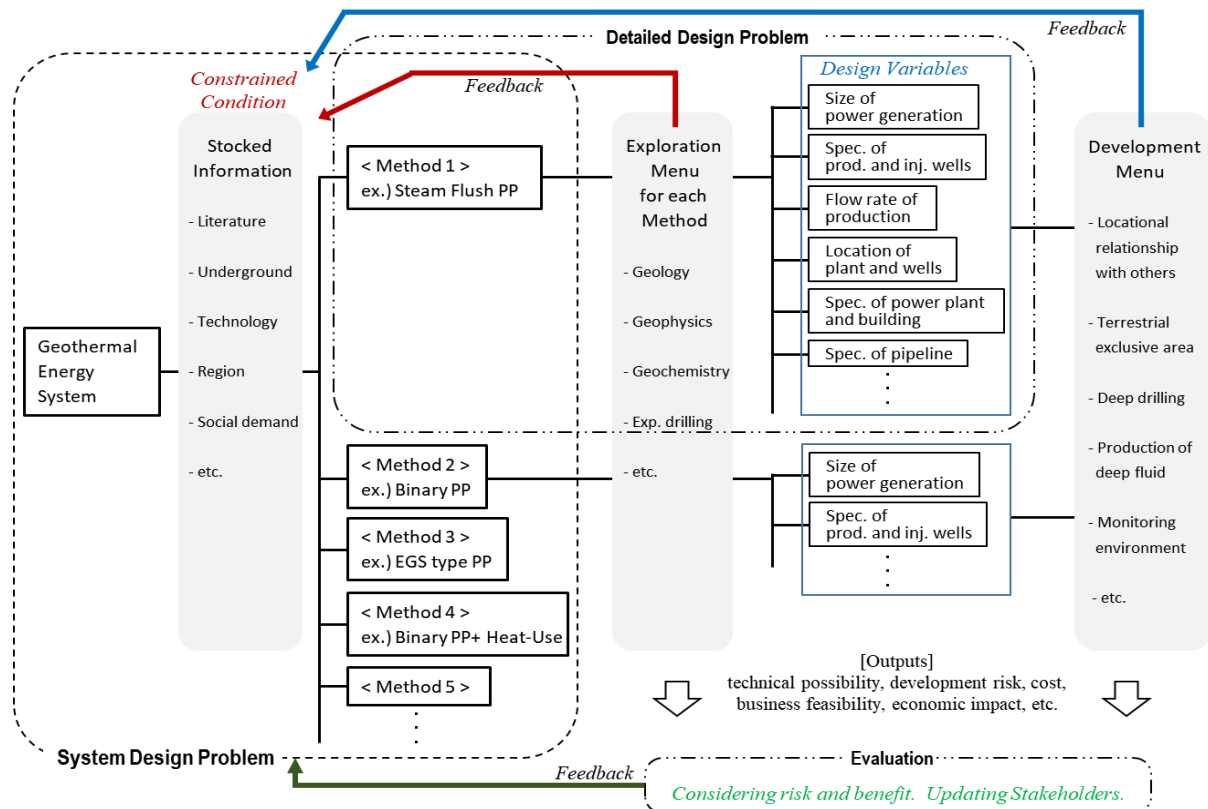 Feedback
Detailed Design Problem
Constrained
Condition
Feedback
Design Variables
Stocked
Information
- Literature
- Underground
- Technology
- Region
- Social demand
- etc.
Geothermal
Energy
System
< Method 1 >
ex.) Steam Flush PP
< Method 2 >
ex.) Binary PP
< Method 3 >
ex.) EGS type PP
< Method 4 >
ex.) Binary PP+ Heat-Use
< Method 5 >
Exploration
Menu
for each
Method
- Geology
- Geophysics
- Geochemistry
- Exp. drilling
- etc.
Size of
power generation
Spec. of
prod. and inj. wells
Flow rate of
production
Location of
plant and wells
Spec. of power plant
and building
Spec. of pipeline
Size of
power generation
Spec. of
prod. and inj. wells
Development
Menu
- Locational
relationship
with others
- Terrestrial
exclusive area
- Deep drilling
- Production of
deep fluid
- Monitoring
environment
- etc.
[Outputs]
technical possibility, development risk, cost,
business feasibility, economic impact, etc.
System Design Problem
Feedback
Evaluation
Considering risk and benefit. Updating Stakeholders.